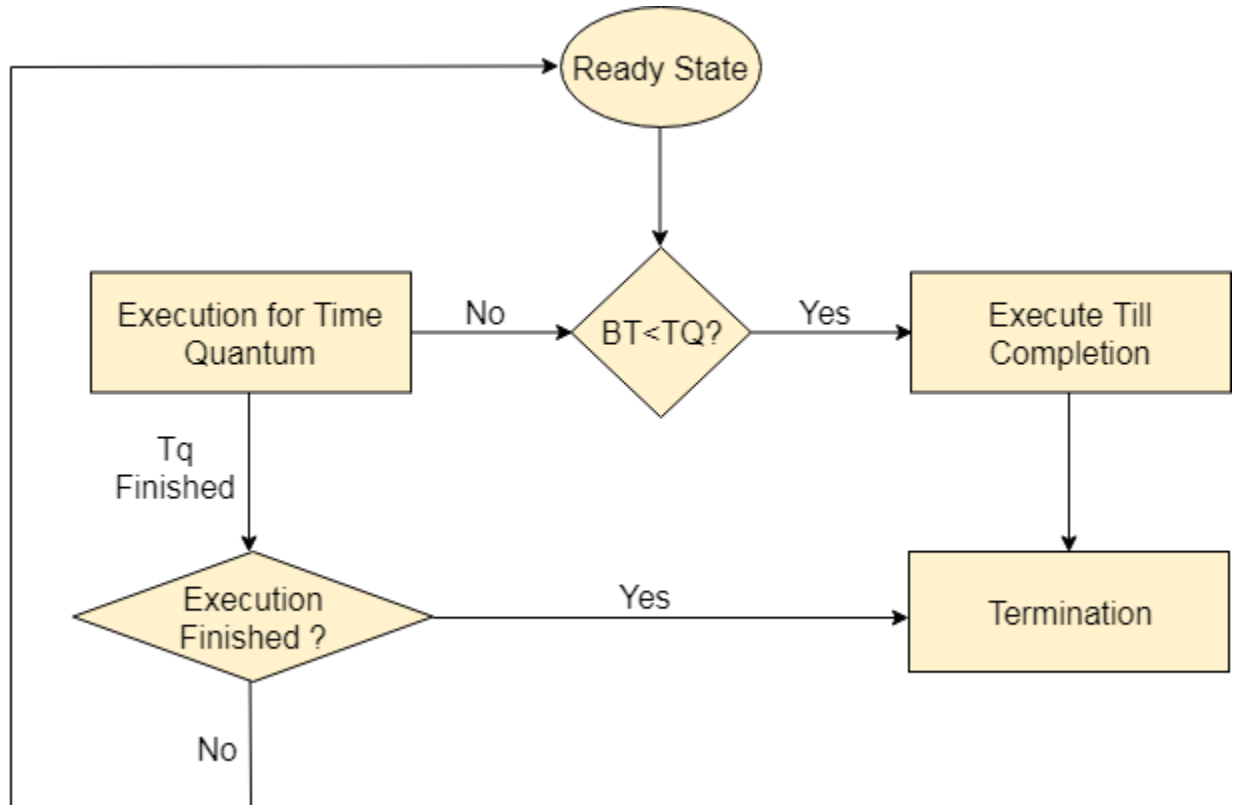 Ready State
Execution for Time
Quantum
No
BT<TQ?
Yes
Execute Till
Completion
Tq
Finished
Execution
Finished ?
Yes
Termination
No